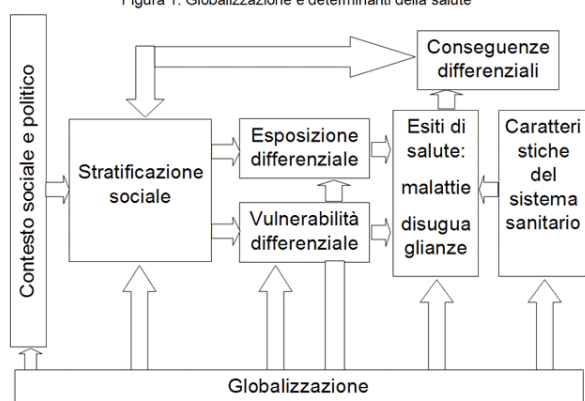 Figura 1. Globalizzazione e determinanti della salute
Contesto sociale e politico
Stratificazione
sociale
Esposizione
differenziale
Vulnerabilità
differenziale
Conseguenze
differenziali
Esiti di
salute:
malattie
disugua
glianze
Caratteri
stiche
del
sistema
sanitario
Globalizzazione